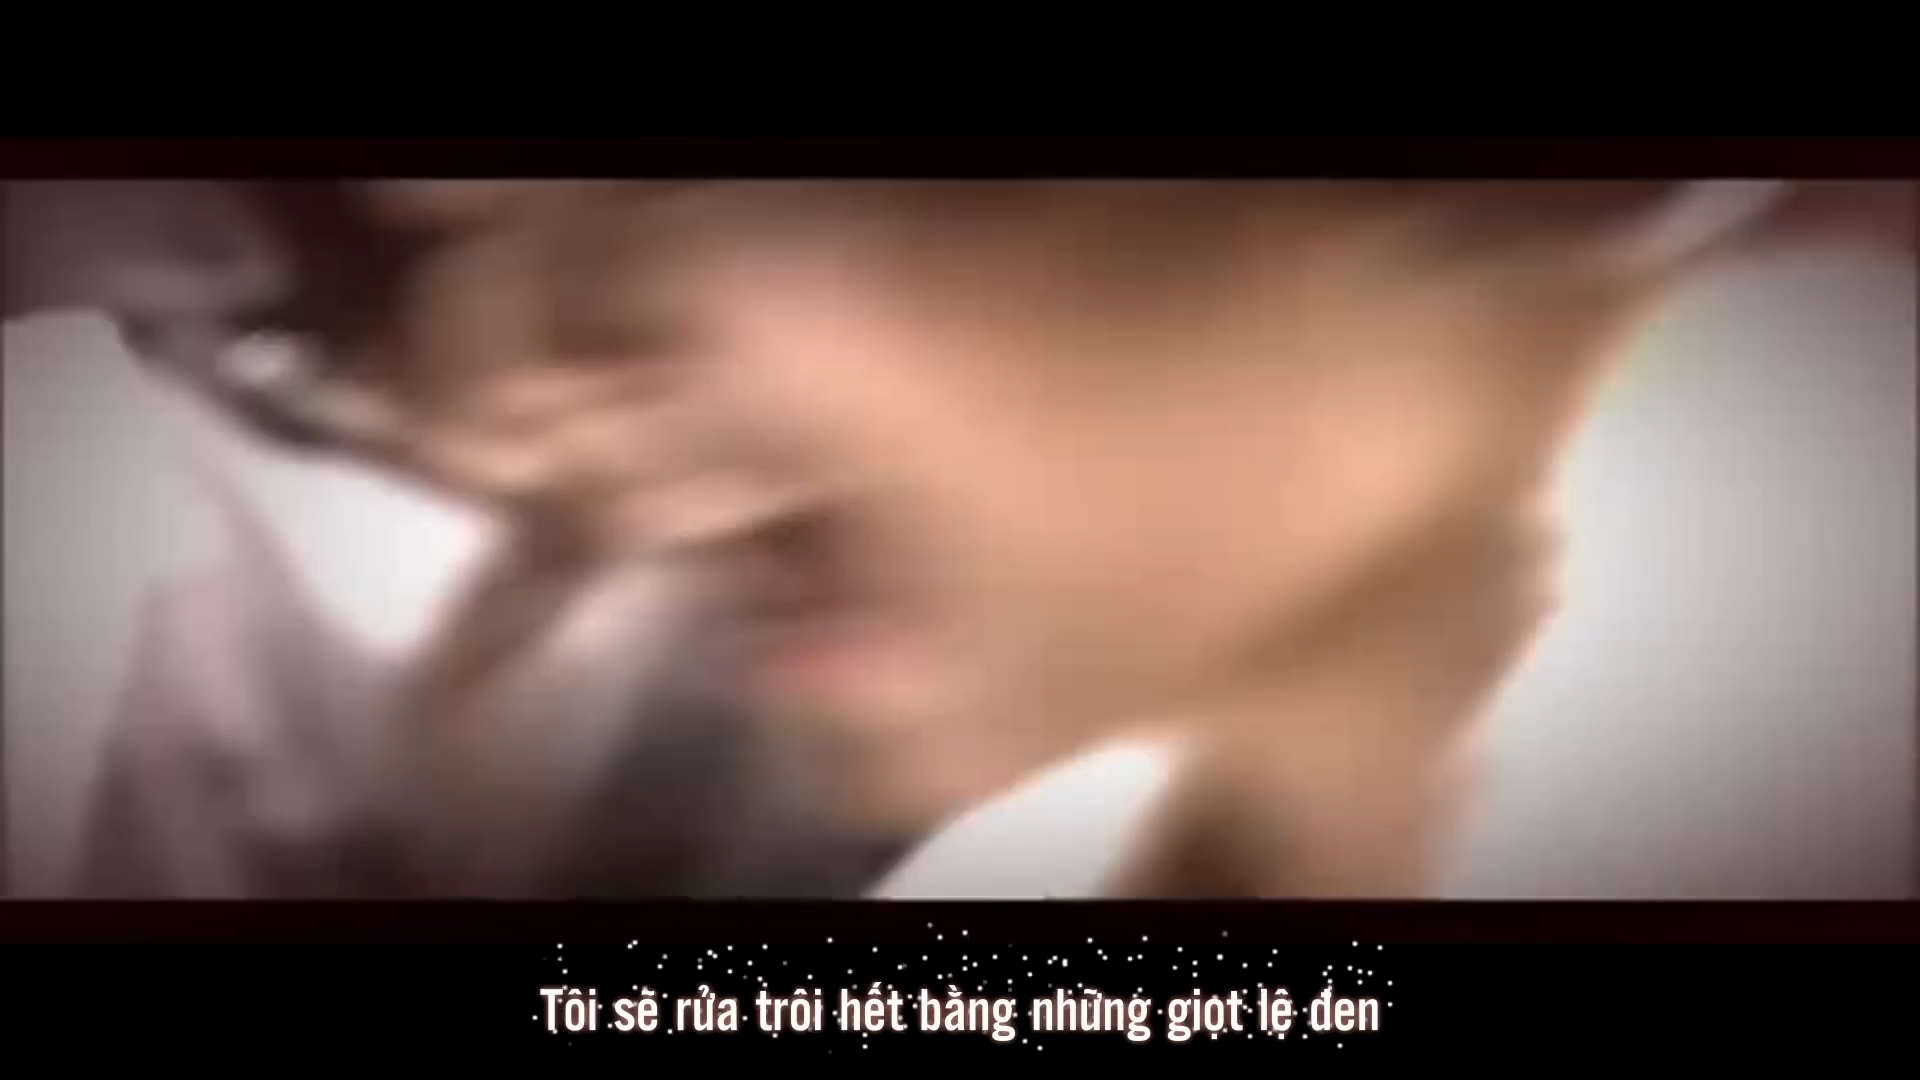 Tôi sẽ rửa trôi hết bằng những giọt lệ đen